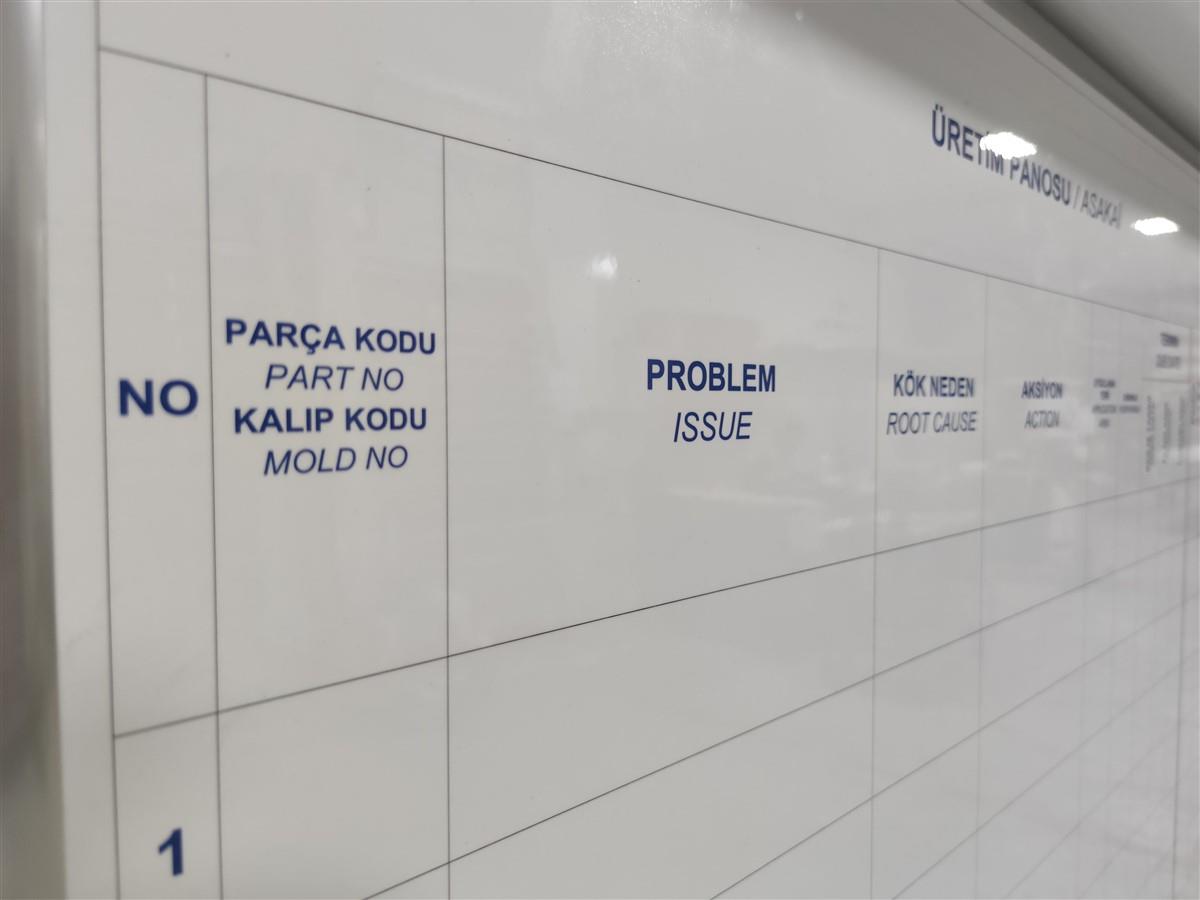 ÜRETİM PANOSU / ASAKAİ
NO
PARÇA KODU
PART NO
KALIP KODU
MOLD NO
PROBLEM
ISSUE
KÖK NEDEN
ROOT CAUSE
AKSİYON
ACTION
1